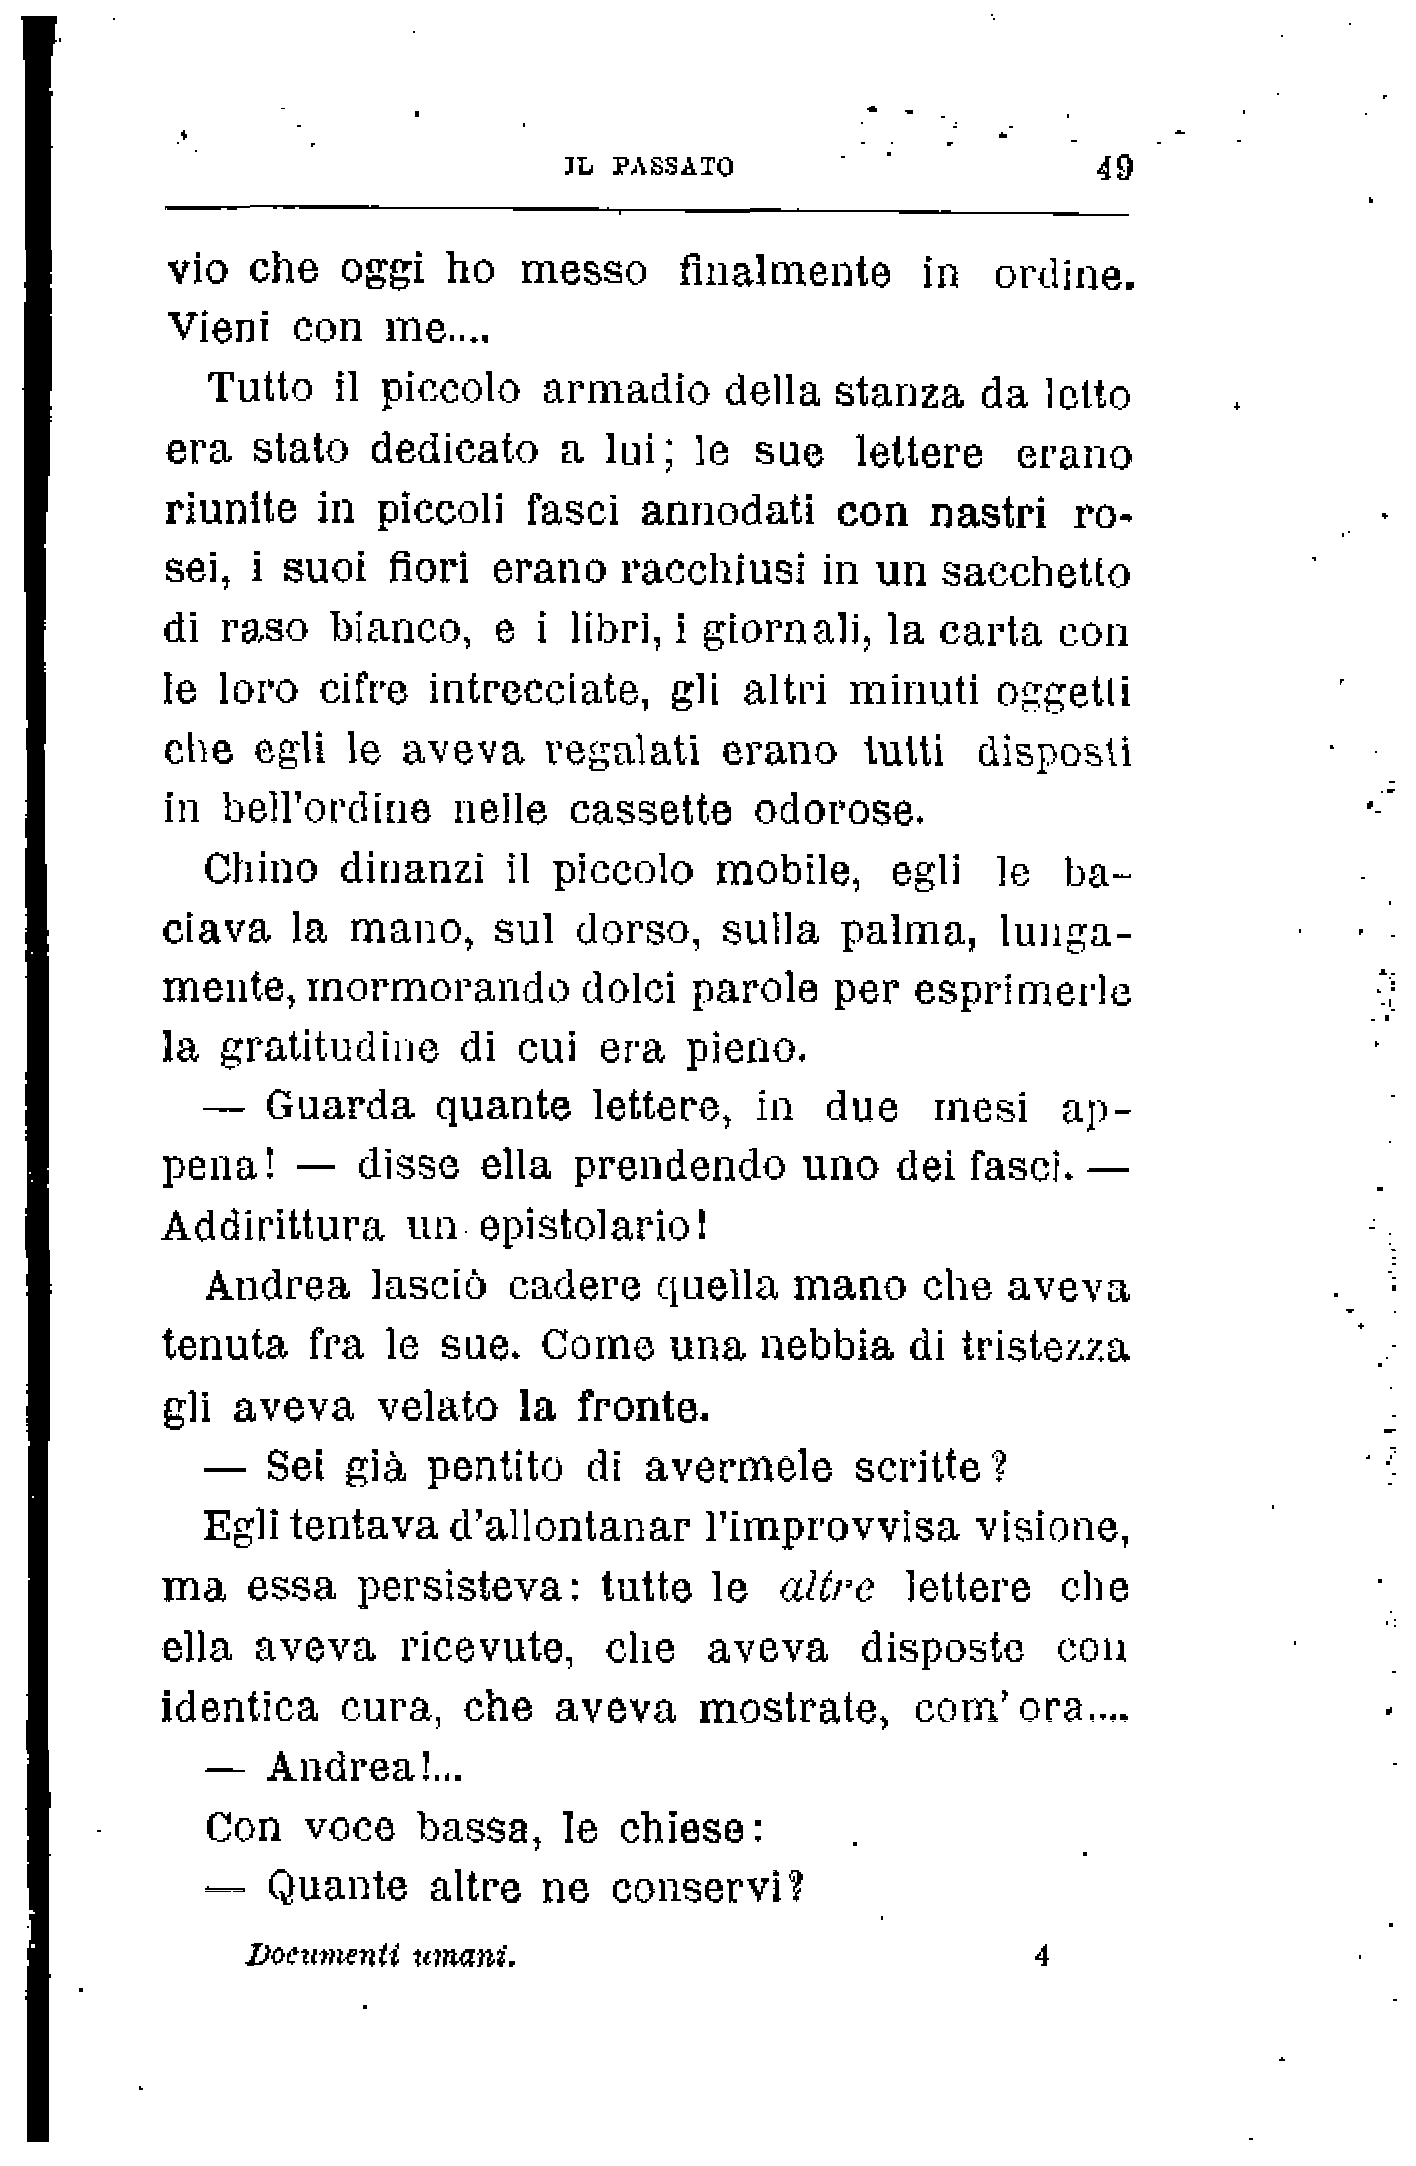 IL PASSATO 49
vio che oggi ho messo finalmente in ordine.
Vieni con me....
Tutto il piccolo armadio della stanza da letto
era stato dedicato a lui; le sue lettere erano
riunite in piccoli fasci annodati con nastri ro-
sei, i suoi fiori erano racchiusi in un sacchetto
di raso bianco, e i libri, i giornali, la carta con
le loro cifre intrecciate, gli altri minuti oggetti
che egli le aveva regalati erano tutti disposti
in bell'ordine nelle cassette odorose.
Chino dinanzi il piccolo mobile, egli le ba-
ciava la mano, sul dorso, sulla palma, lunga-
mente, mormorando dolci parole per esprimerle
la gratitudine di cui era pieno.
— Guarda quante lettere, in due mesi ap-
pena! — disse ella prendendo uno dei fasci. —
Addirittura un epistolario!
Andrea lasciò cadere quella mano che aveva
tenuta fra le sue. Come una nebbia di tristezza
gli aveva velato la fronte.
— Sei già pentito di avermele scritte?
Egli tentava d'allontanar l'improvvisa visione,
ma essa persisteva: tutte le altre lettere che
ella aveva ricevute, che aveva disposte con
identica cura, che aveva mostrate, com' ora....
— Andrea!...
Con voce bassa, le chiese:
— Quante altre ne conservi?
Documenti umani. 4